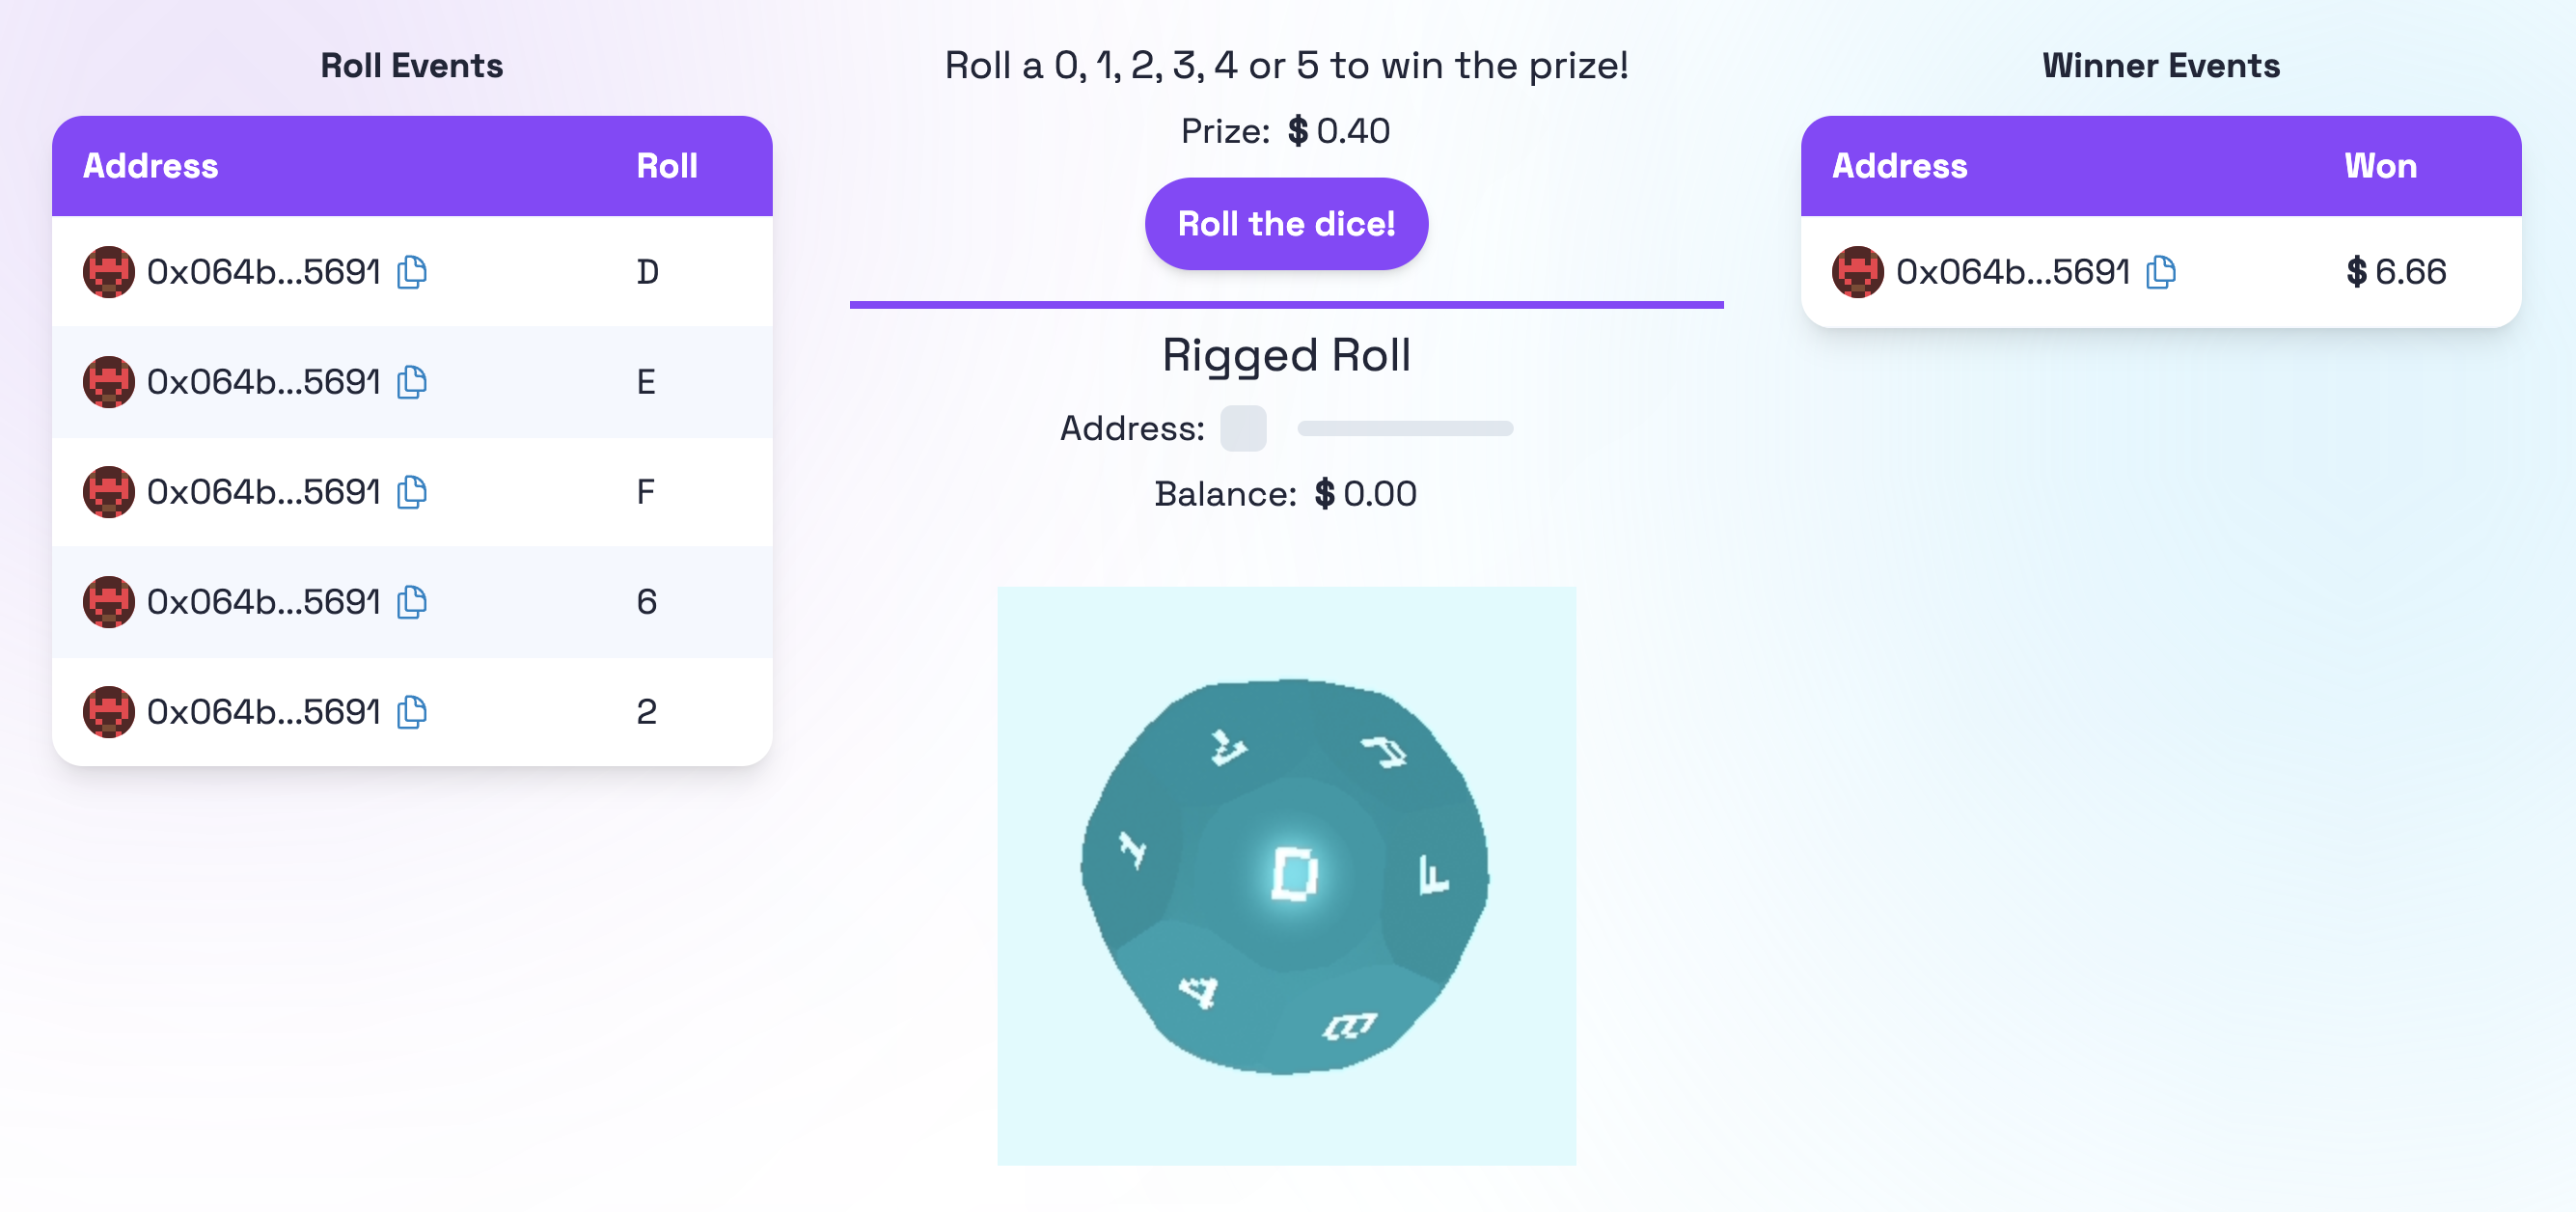 Roll Events
Address Roll
0x064b...5691 D
0x064b...5691 E
0x064b...5691 F
0x064b...5691 6
0x064b...5691 2
Roll a 0, 1, 2, 3, 4 or 5 to win the prize!
Prize: $ 0.40
Roll the dice!
Rigged Roll
Address:
Balance: $ 0.00
1
D
F
4
B
Winner Events
Address Won
0x064b...5691 $ 6.66